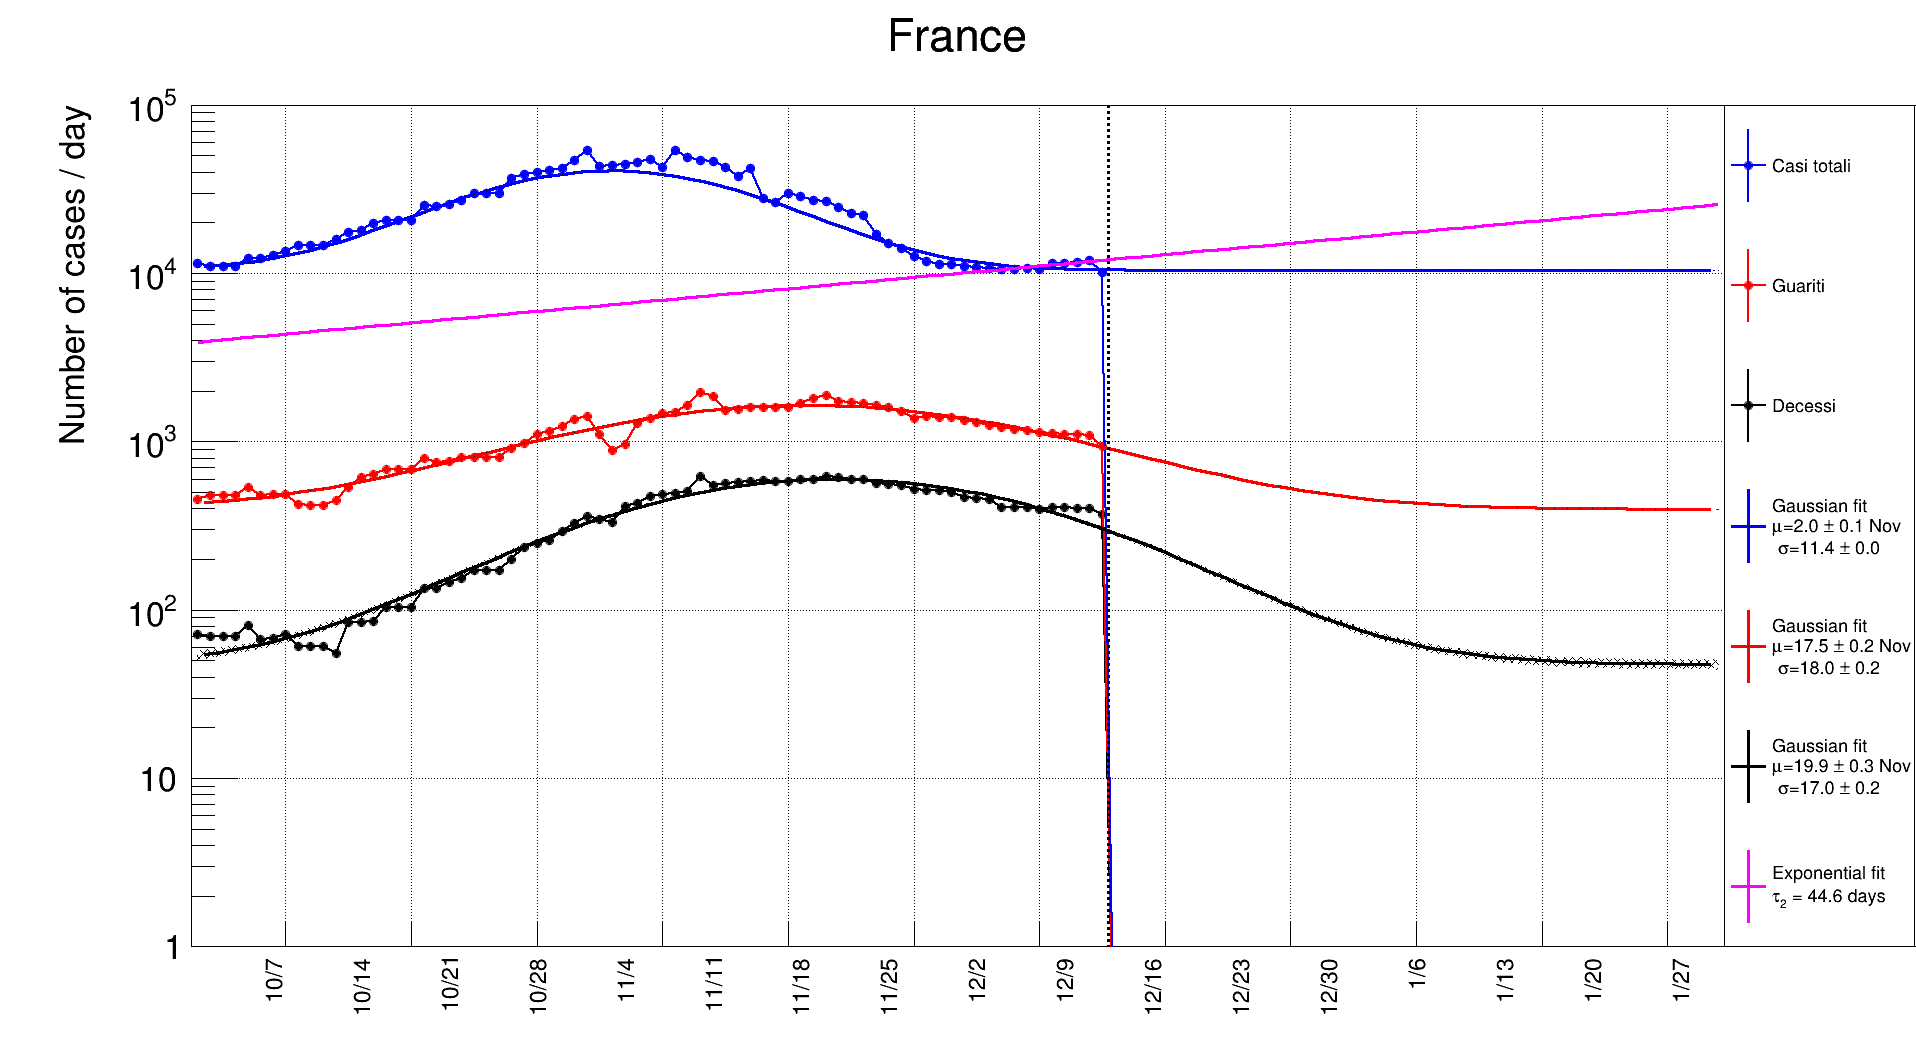 France
Number of cases / day
10^5
10^4
10^3
10^2
10
1
10/7
10/14
10/21
10/28
11/4
11/11
11/18
11/25
12/2
12/9
12/16
12/23
12/30
1/6
1/13
1/20
1/27
Casi totali
Guariti
Decessi
Gaussian fit
μ=2.0 ± 0.1 Nov
σ=11.4 ± 0.0
Gaussian fit
μ=17.5 ± 0.2 Nov
σ=18.0 ± 0.2
Gaussian fit
μ=19.9 ± 0.3 Nov
σ=17.0 ± 0.2
Exponential fit
τ₂ = 44.6 days